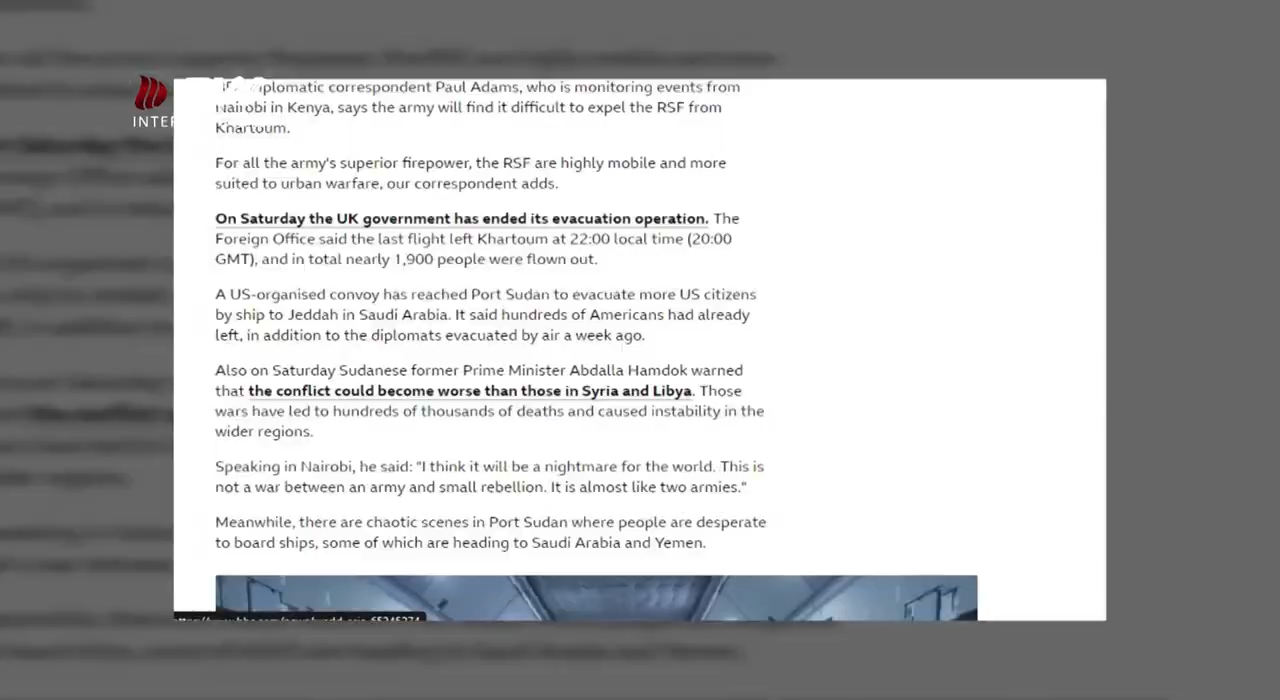 diplomatic correspondent Paul Adams, who is monitoring events from
Nairobi in Kenya, says the army will find it difficult to expel the RSF from
INTER
Khartoum.
For all the army's superior firepower, the RSF are highly mobile and more
suited to urban warfare, our correspondent adds.
On Saturday the UK government has ended its evacuation operation. The
Foreign Office said the last flight left Khartoum at 22:00 local time (20:00
GMT), and in total nearly 1,900 people were flown out.
A US-organised convoy has reached Port Sudan to evacuate more US citizens
by ship to Jeddah in Saudi Arabia. It said hundreds of Americans had already
left, in addition to the diplomats evacuated by air a week ago.
Also on Saturday Sudanese former Prime Minister Abdalla Hamdok warned
that the conflict could become worse than those in Syria and Libya. Those
wars have led to hundreds of thousands of deaths and caused instability in the
wider regions.
Speaking in Nairobi, he said: "I think it will be a nightmare for the world. This is
not a war between an army and small rebellion. It is almost like two armies."
Meanwhile, there are chaotic scenes in Port Sudan where people are desperate
to board ships, some of which are heading to Saudi Arabia and Yemen.